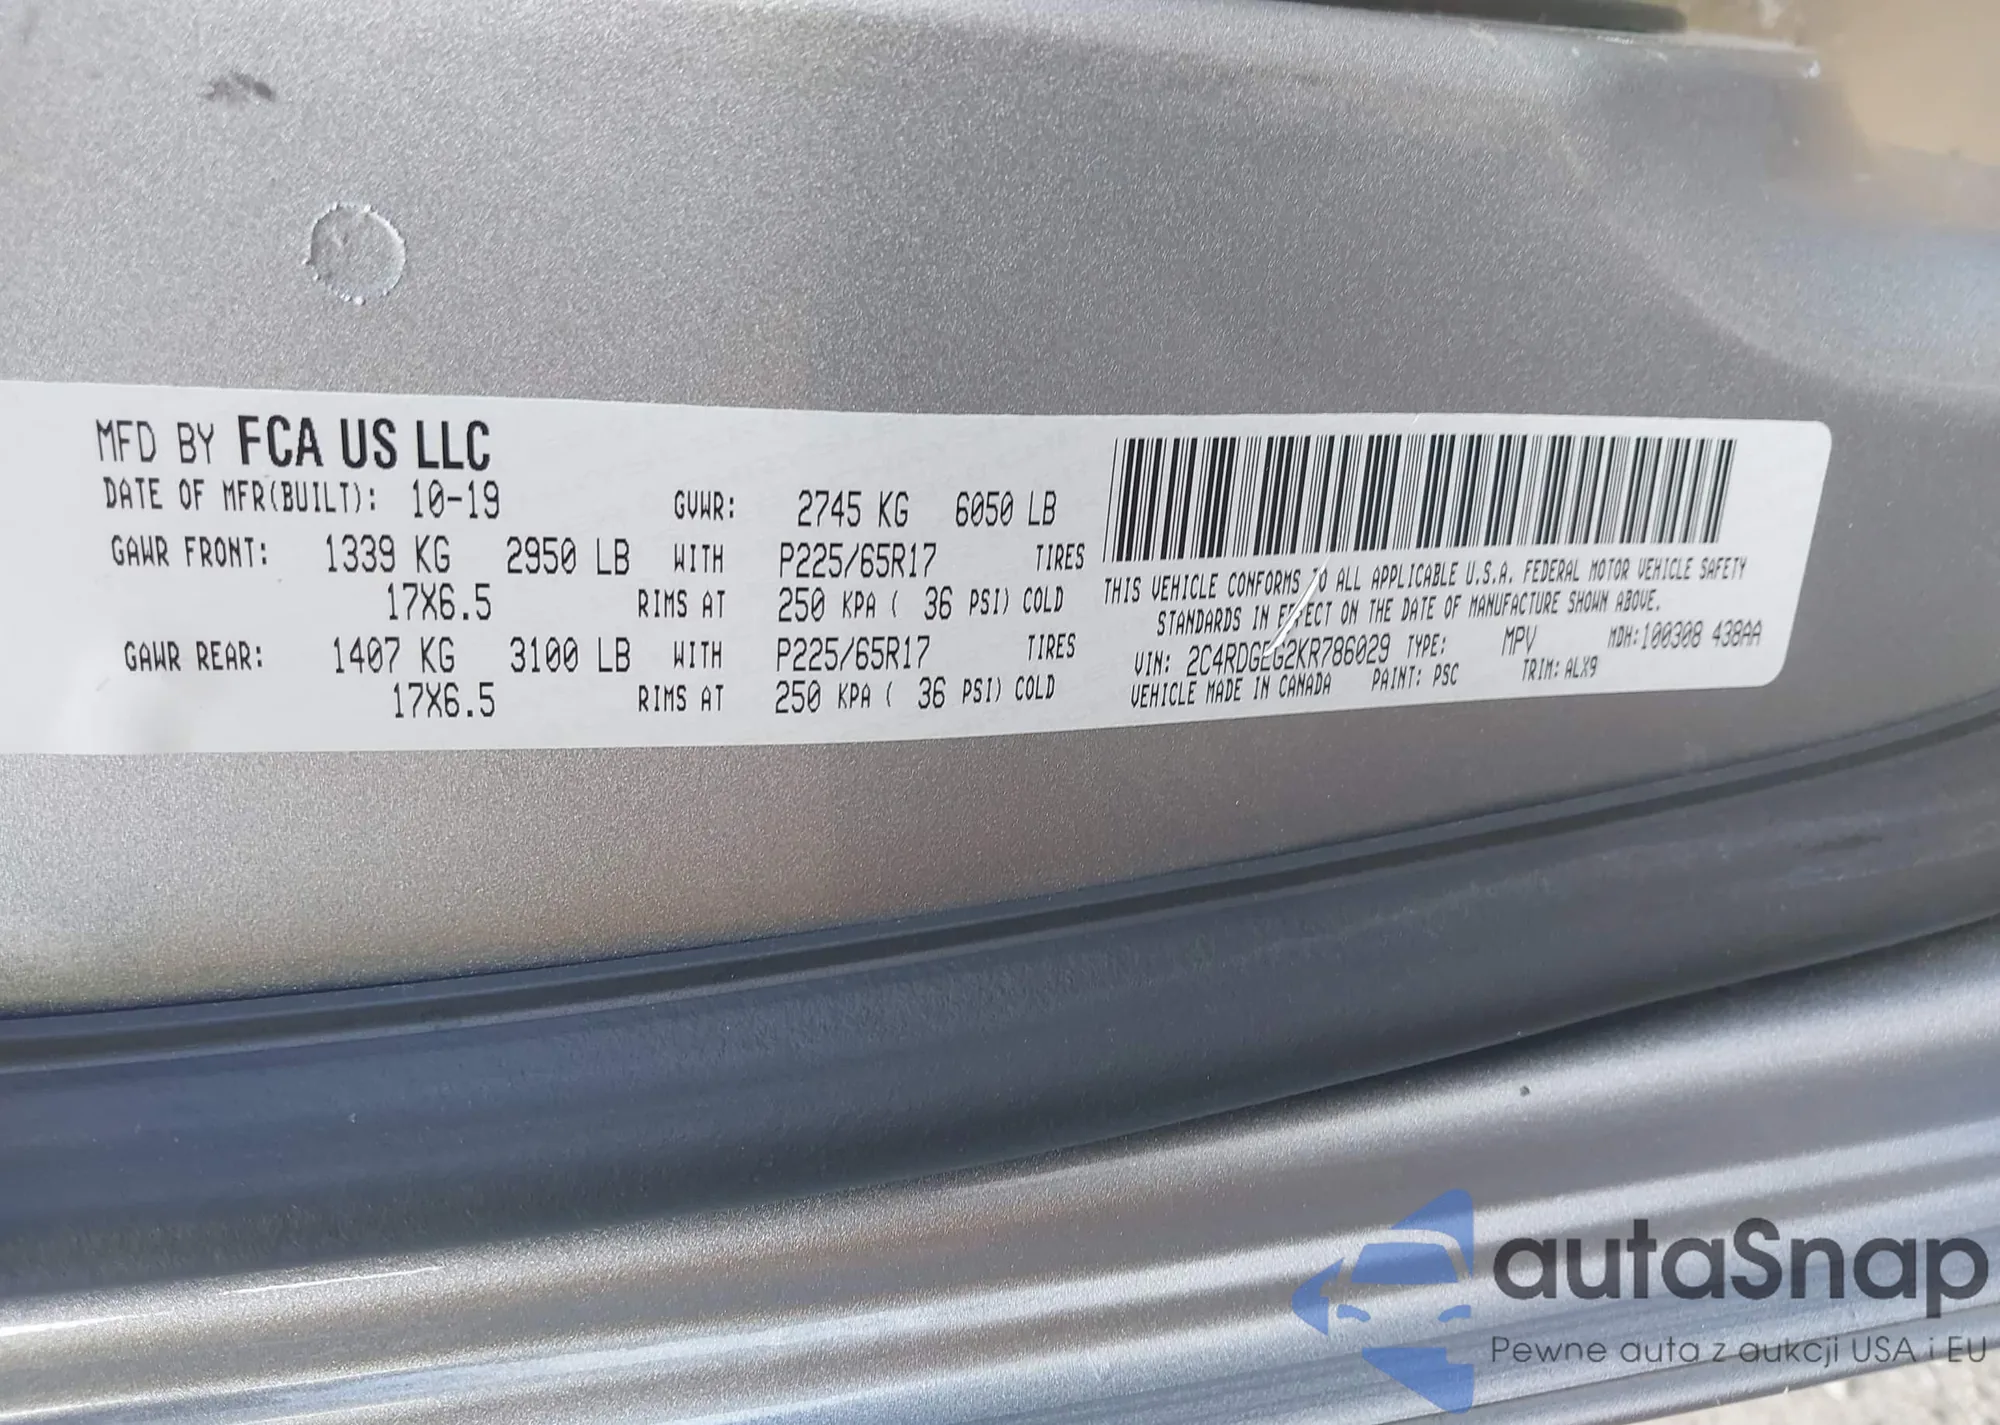 MFD BY FCA US LLC
DATE OF MFR(BUILT): 10-19 GVWR: 2745 KG 6050 LB
GAWR FRONT: 1339 KG 2950 LB WITH P225/65R17 TIRES
17X6.5 RIMS AT 250 KPA ( 36 PSI) COLD
GAWR REAR: 1407 KG 3100 LB WITH P225/65R17 TIRES
17X6.5 RIMS AT 250 KPA ( 36 PSI) COLD
THIS VEHICLE CONFORMS TO ALL APPLICABLE U.S.A. FEDERAL MOTOR VEHICLE SAFETY
STANDARDS IN EFFECT ON THE DATE OF MANUFACTURE SHOWN ABOVE.
VIN: 2C4RDGEG2KR786029 TYPE: MPV MDH:100308 438AA
VEHICLE MADE IN CANADA PAINT: PSC TRIM: ALX9
autaSnap
Pewne auta z aukcji USA i EU